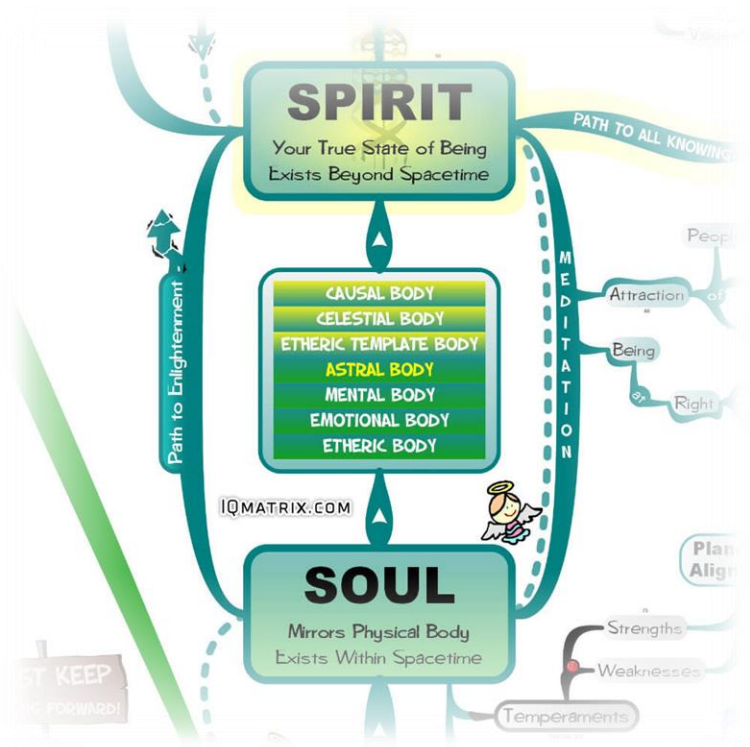 SPIRIT
Your True State of Being
Exists Beyond Spacetime
PATH TO ALL KNOWING
Path to Enlightenment
MEDITATION
CAUSAL BODY
CELESTIAL BODY
ETHERIC TEMPLATE BODY
ASTRAL BODY
MENTAL BODY
EMOTIONAL BODY
ETHERIC BODY
Attraction
of
Being
at
Right
IQMATRIX.COM
SOUL
Mirrors Physical Body
Exists Within Spacetime
Strengths
Weaknesses
Temperaments
KEEP
FORWARD!